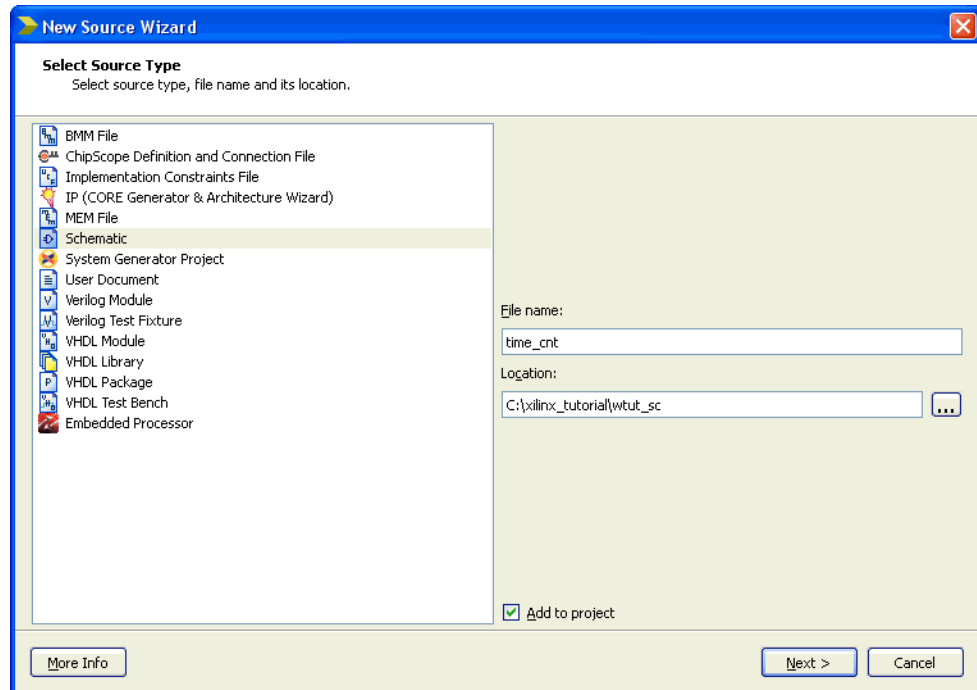 New Source Wizard
Select Source Type
Select source type, file name and its location.
BMM File
ChipScope Definition and Connection File
Implementation Constraints File
IP (CORE Generator & Architecture Wizard)
MEM File
Schematic
System Generator Project
User Document
Verilog Module
Verilog Test Fixture
VHDL Module
VHDL Library
VHDL Package
VHDL Test Bench
Embedded Processor
File name:
time_cnt
Location:
C:\xilinx_tutorial\wtut_sc
...
Add to project
More Info
Next >
Cancel